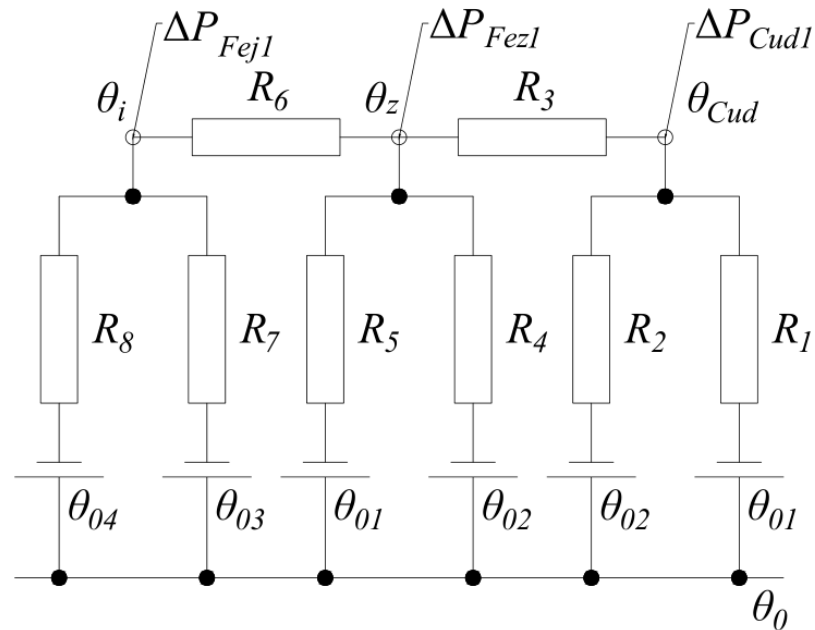 ΔP_Fej1 ΔP_Fez1 ΔP_Cud1
θ_i R_6 θ_z R_3 θ_Cud
R_8 R_7 R_5 R_4 R_2 R_1
θ_04 θ_03 θ_01 θ_02 θ_02 θ_01
θ_0